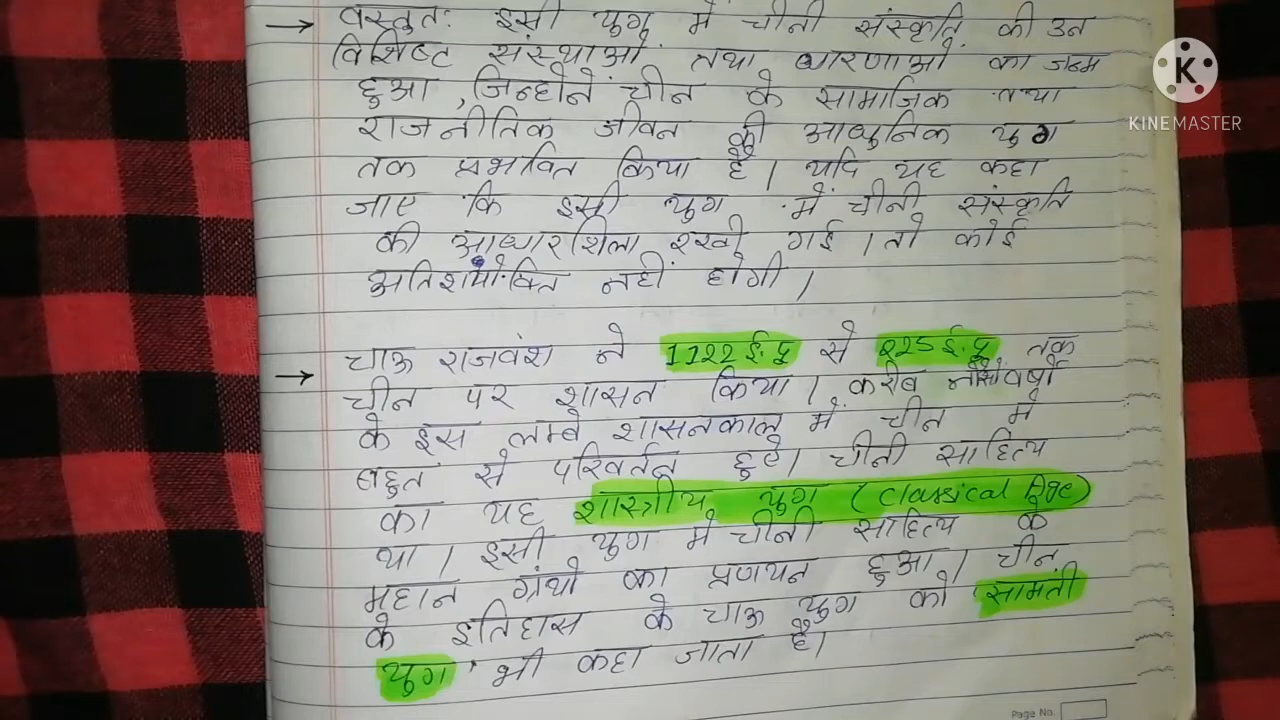 → वस्तुतः इसी युग में चीनी संस्कृति की उन
विशिष्ट संस्थाओं तथा धारणाओं का जन्म
हुआ, जिन्होनें चीन के सामाजिक तथा
राजनीतिक जीवन की आधुनिक युग
तक प्रभावित किया है। यदि यह कहा
जाए कि इसी युग में चीनी संस्कृति
की आधारशिला रखी गई। तो कोई
अतिशयोक्ति नहीं होगी।
→ चाऊ राजवंश ने 1122 ई.पू से 225 ई.पू तक
चीन पर शासन किया। करीब नौसो वर्षो
के इस लम्बे शासनकाल में चीन में
बहुत से परिवर्तन हुए। चीनी साहित्य
का यह शास्त्रीय युग (Classical Age)
था। इसी युग में चीनी साहित्य के
महान ग्रंथो का प्रणयन हुआ। चीन
के इतिहास के चाऊ युग को 'सामंती
युग' भी कहा जाता है।
Page No.
K
KINEMASTER